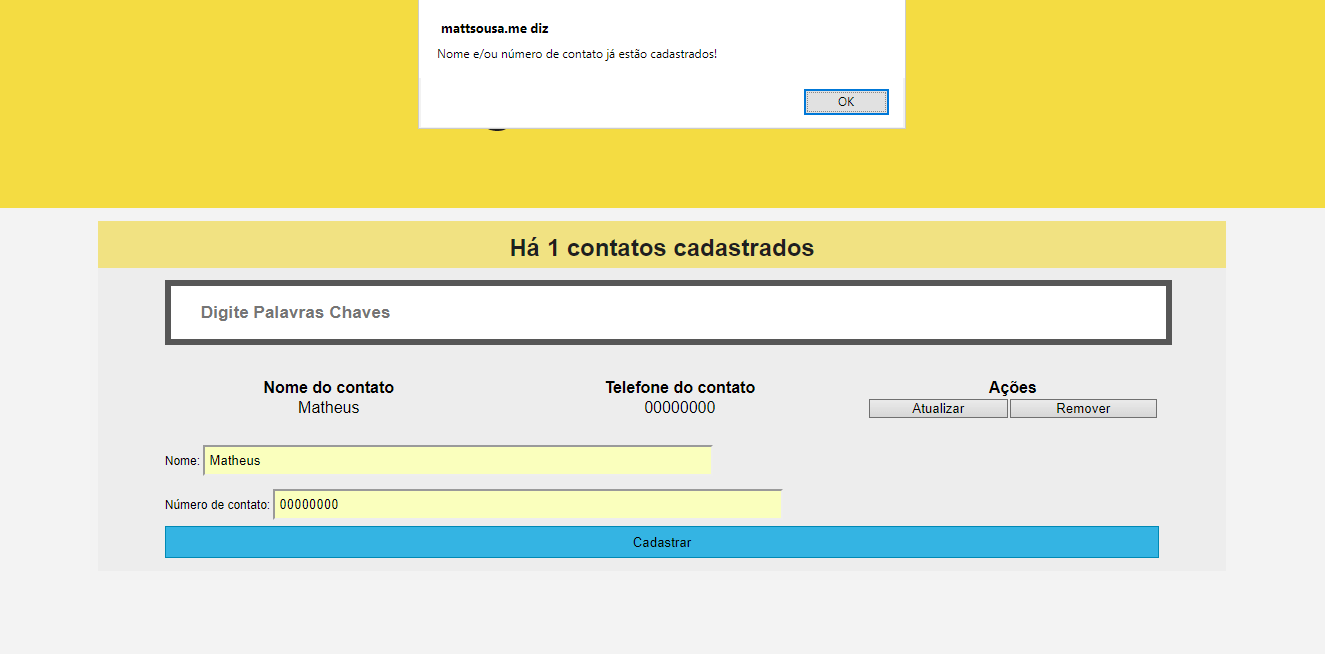 mattsousa.me diz
Nome e/ou número de contato já estão cadastrados!
OK
Há 1 contatos cadastrados
Digite Palavras Chaves
Nome do contato Telefone do contato Ações
Matheus 00000000 Atualizar Remover
Nome: Matheus
Número de contato: 00000000
Cadastrar